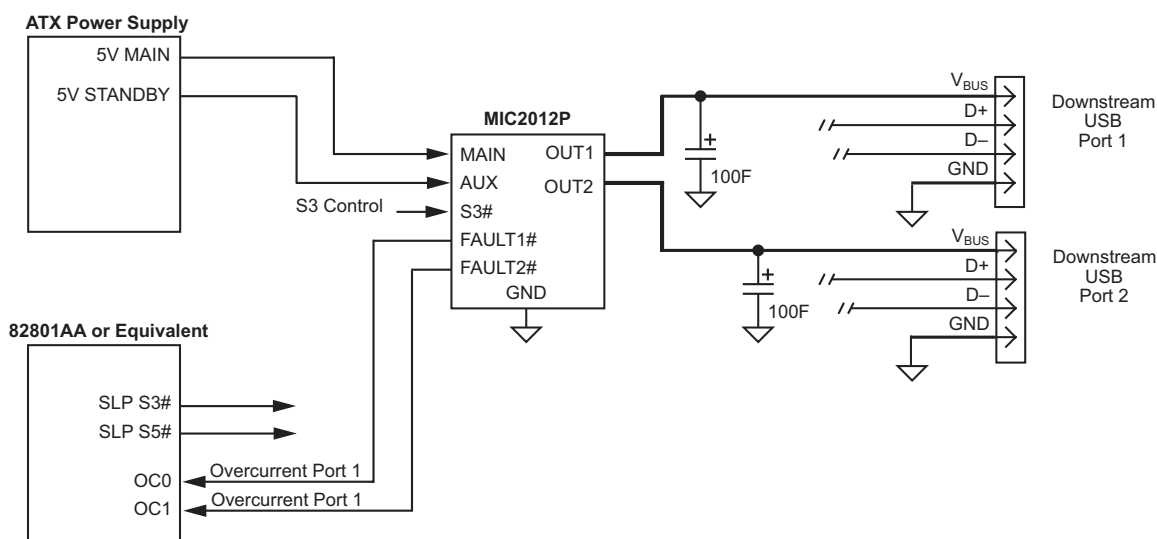 ATX Power Supply
5V MAIN
5V STANDBY
MIC2012P
MAIN
AUX
S3#
FAULT1#
FAULT2#
GND
OUT1
OUT2
S3 Control
+
100F
+
100F
VBUS
D+
D–
GND
Downstream
USB
Port 1
VBUS
D+
D–
GND
Downstream
USB
Port 2
82801AA or Equivalent
SLP S3#
SLP S5#
OC0
OC1
Overcurrent Port 1
Overcurrent Port 1